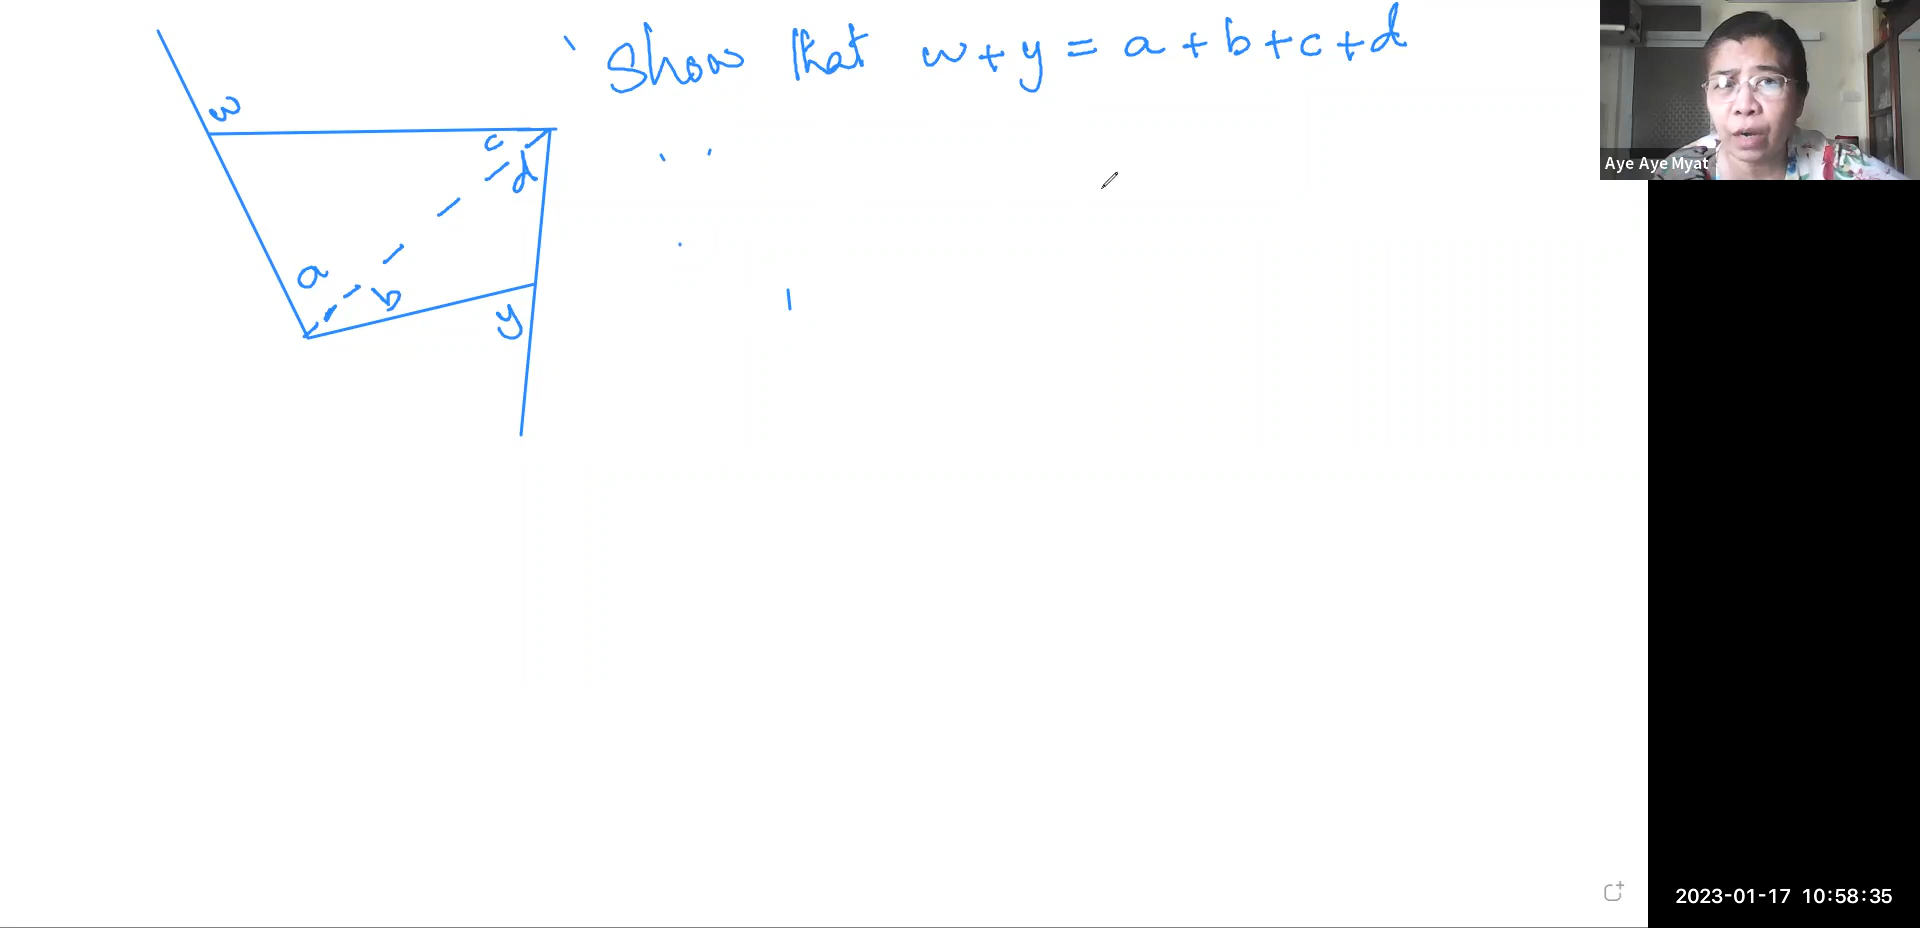 Show that w + y = a + b + c + d
w
c
d
a
b
y
Aye Aye Myat
2023-01-17 10:58:35